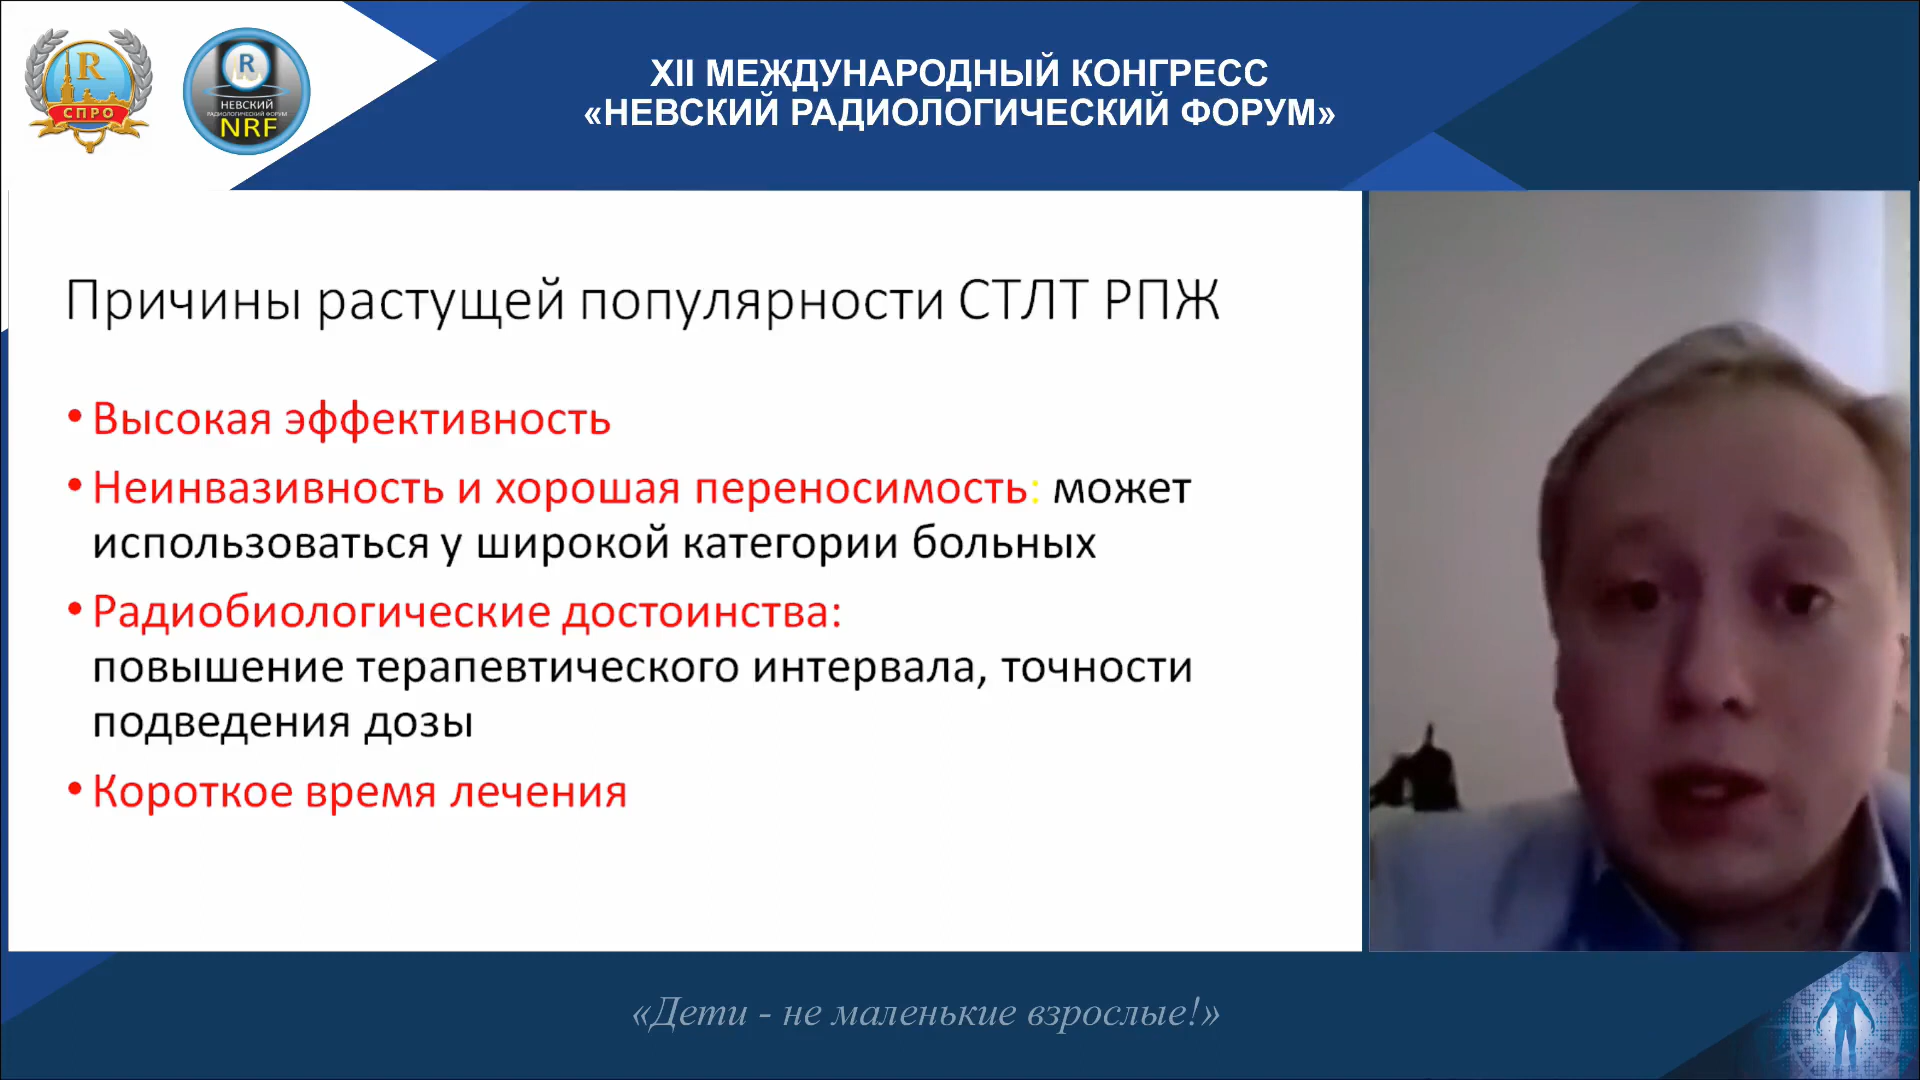 R
СПРО
R
НЕВСКИЙ
РАДИОЛОГИЧЕСКИЙ ФОРУМ
NRF
XII МЕЖДУНАРОДНЫЙ КОНГРЕСС
«НЕВСКИЙ РАДИОЛОГИЧЕСКИЙ ФОРУМ»
Причины растущей популярности СТЛТ РПЖ
• Высокая эффективность
• Неинвазивность и хорошая переносимость: может
использоваться у широкой категории больных
• Радиобиологические достоинства:
повышение терапевтического интервала, точности
подведения дозы
• Короткое время лечения
«Дети - не маленькие взрослые!»